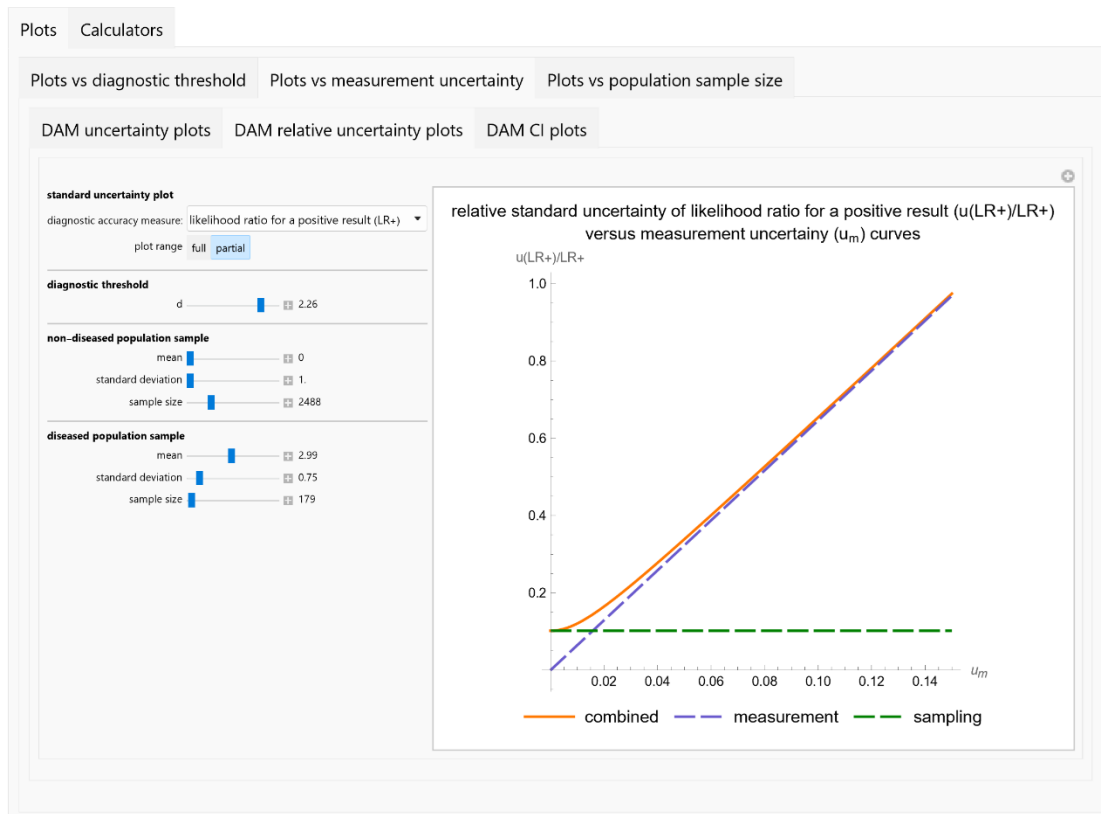 Plots Calculators
Plots vs diagnostic threshold Plots vs measurement uncertainty Plots vs population sample size
DAM uncertainty plots DAM relative uncertainty plots DAM CI plots
standard uncertainty plot
diagnostic accuracy measure: likelihood ratio for a positive result (LR+)
plot range full partial
diagnostic threshold
d 2.26
non-diseased population sample
mean 0
standard deviation 1.
sample size 2488
diseased population sample
mean 2.99
standard deviation 0.75
sample size 179
relative standard uncertainty of likelihood ratio for a positive result (u(LR+)/LR+)
versus measurement uncertainy (uₘ) curves
u(LR+)/LR+
1.0
0.8
0.6
0.4
0.2
0.02 0.04 0.06 0.08 0.10 0.12 0.14 uₘ
combined measurement sampling